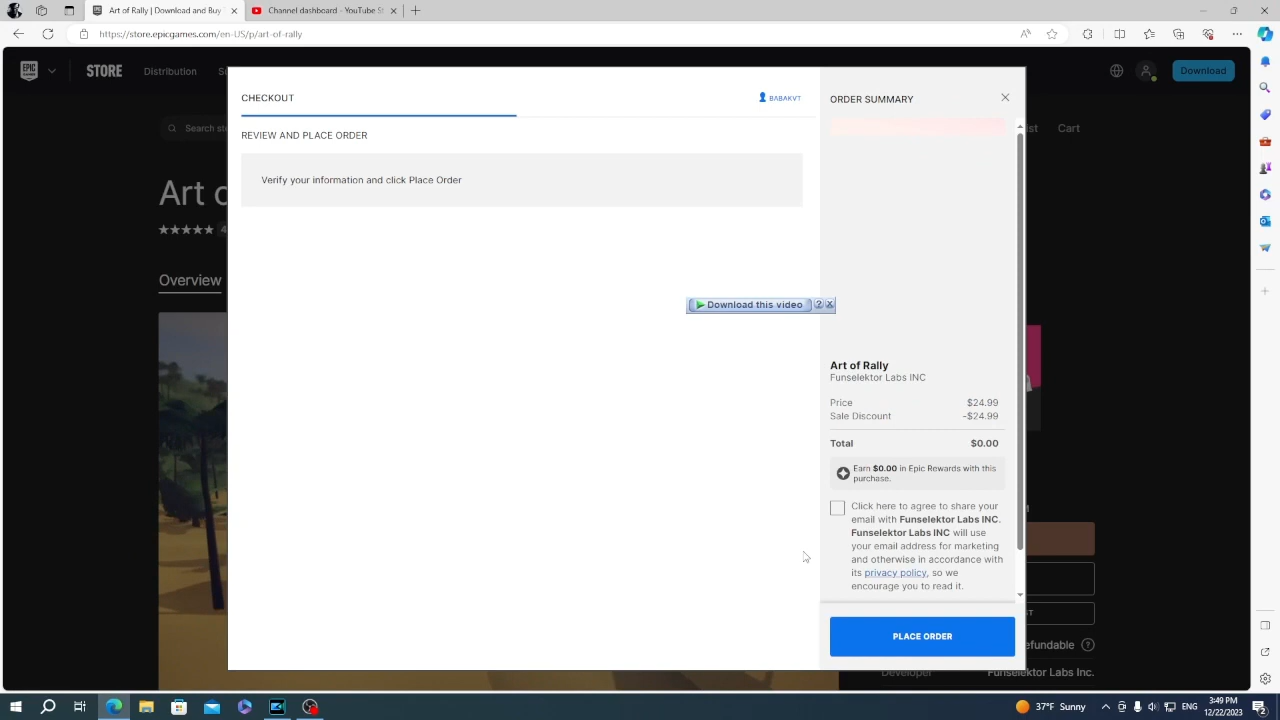 Art of Rally | Download and Buy
Channel dashboard - YouTube St
https://store.epicgames.com/en-US/p/art-of-rally
EPIC
GAMES
STORE
Distribution
Download
Search st
ist
Cart
Art o
Overview
CHECKOUT
BABAKVT
REVIEW AND PLACE ORDER
Verify your information and click Place Order
Download this video
ORDER SUMMARY
Art of Rally
Funselektor Labs INC
Price $24.99
Sale Discount -$24.99
Total $0.00
Earn $0.00 in Epic Rewards with this
purchase.
Click here to agree to share your
email with Funselektor Labs INC.
Funselektor Labs INC will use
your email address for marketing
and otherwise in accordance with
its privacy policy, so we
encourage you to read it.
PLACE ORDER
efundable
Developer
Funselektor Labs Inc.
73°F Sunny
3:49 PM
12/22/2023